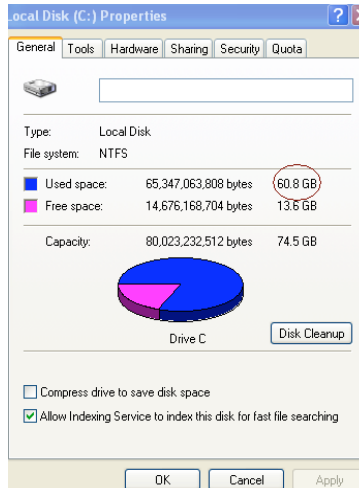 Local Disk (C:) Properties
General Tools Hardware Sharing Security Quota
Type: Local Disk
File system: NTFS
Used space: 65,347,063,808 bytes 60.8 GB
Free space: 14,676,168,704 bytes 13.6 GB
Capacity: 80,023,232,512 bytes 74.5 GB
Drive C
Disk Cleanup
Compress drive to save disk space
Allow Indexing Service to index this disk for fast file searching
OK Cancel Apply